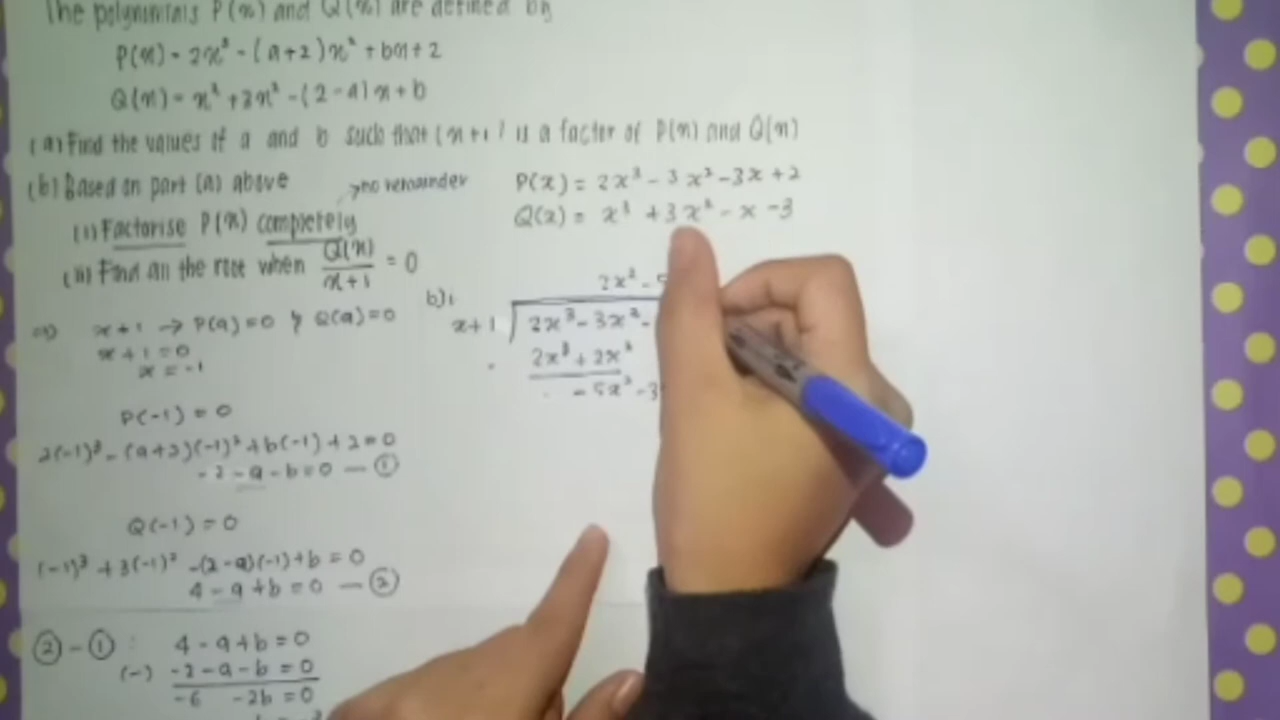 The polynomials P(x) and Q(x) are defined by
P(x) = 2x³ - (a+2)x² + bx + 2
Q(x) = x³ + 3x² - (2-a)x + b
(a) Find the values of a and b such that (x+1) is a factor of P(x) and Q(x)
(b) Based on part (a) above
(i) Factorise P(x) completely
→ no remainder
(ii) Find all the root when Q(x)/x+1 = 0
P(x) = 2x³ - 3x² - 3x + 2
Q(x) = x³ + 3x² - x - 3
a) x+1 → P(a)=0 & Q(a)=0
x+1 = 0
x = -1
P(-1) = 0
2(-1)³ - (a+2)(-1)² + b(-1) + 2 = 0
-2 - a - b = 0 — ①
Q(-1) = 0
(-1)³ + 3(-1)² - (2-a)(-1) + b = 0
4 - a + b = 0 — ②
② - ① : 4 - a + b = 0
(-) -2 - a - b = 0
-6 -2b = 0
b)i
2x² - 5
x+1 2x³ - 3x² -
2x³ + 2x²
-5x² - 3